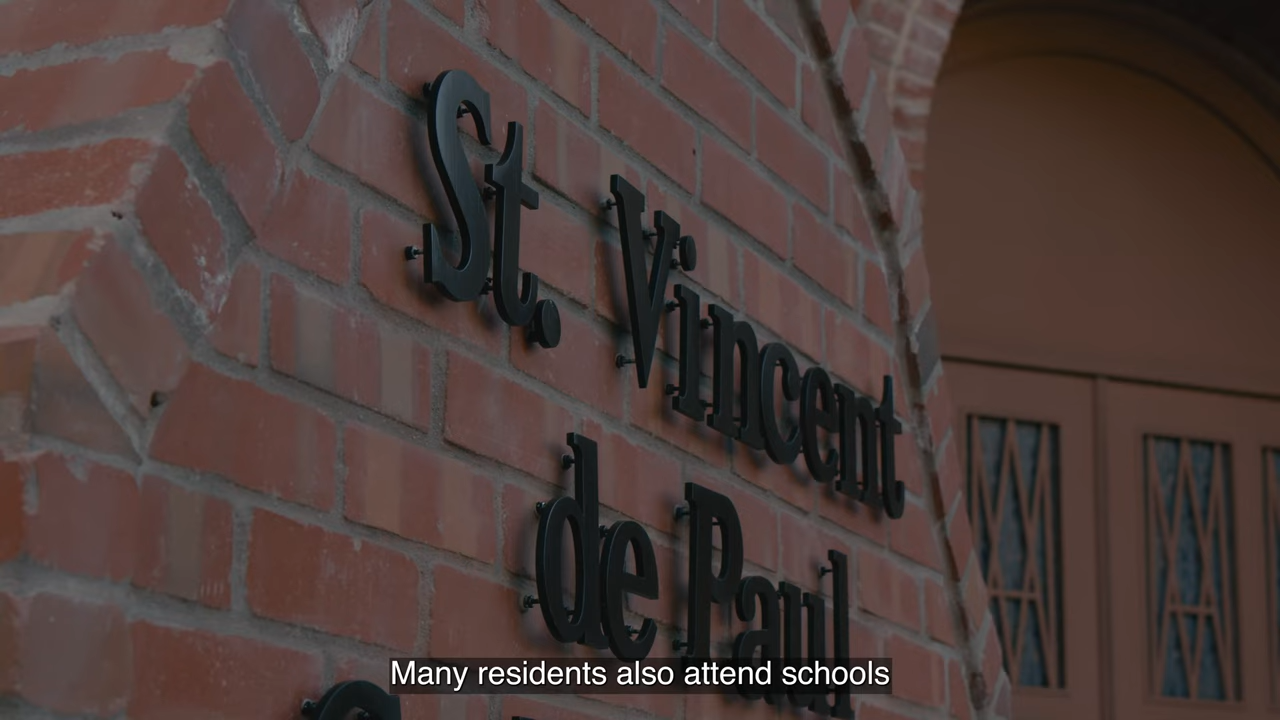 St. Vincent
de Paul
Many residents also attend schools